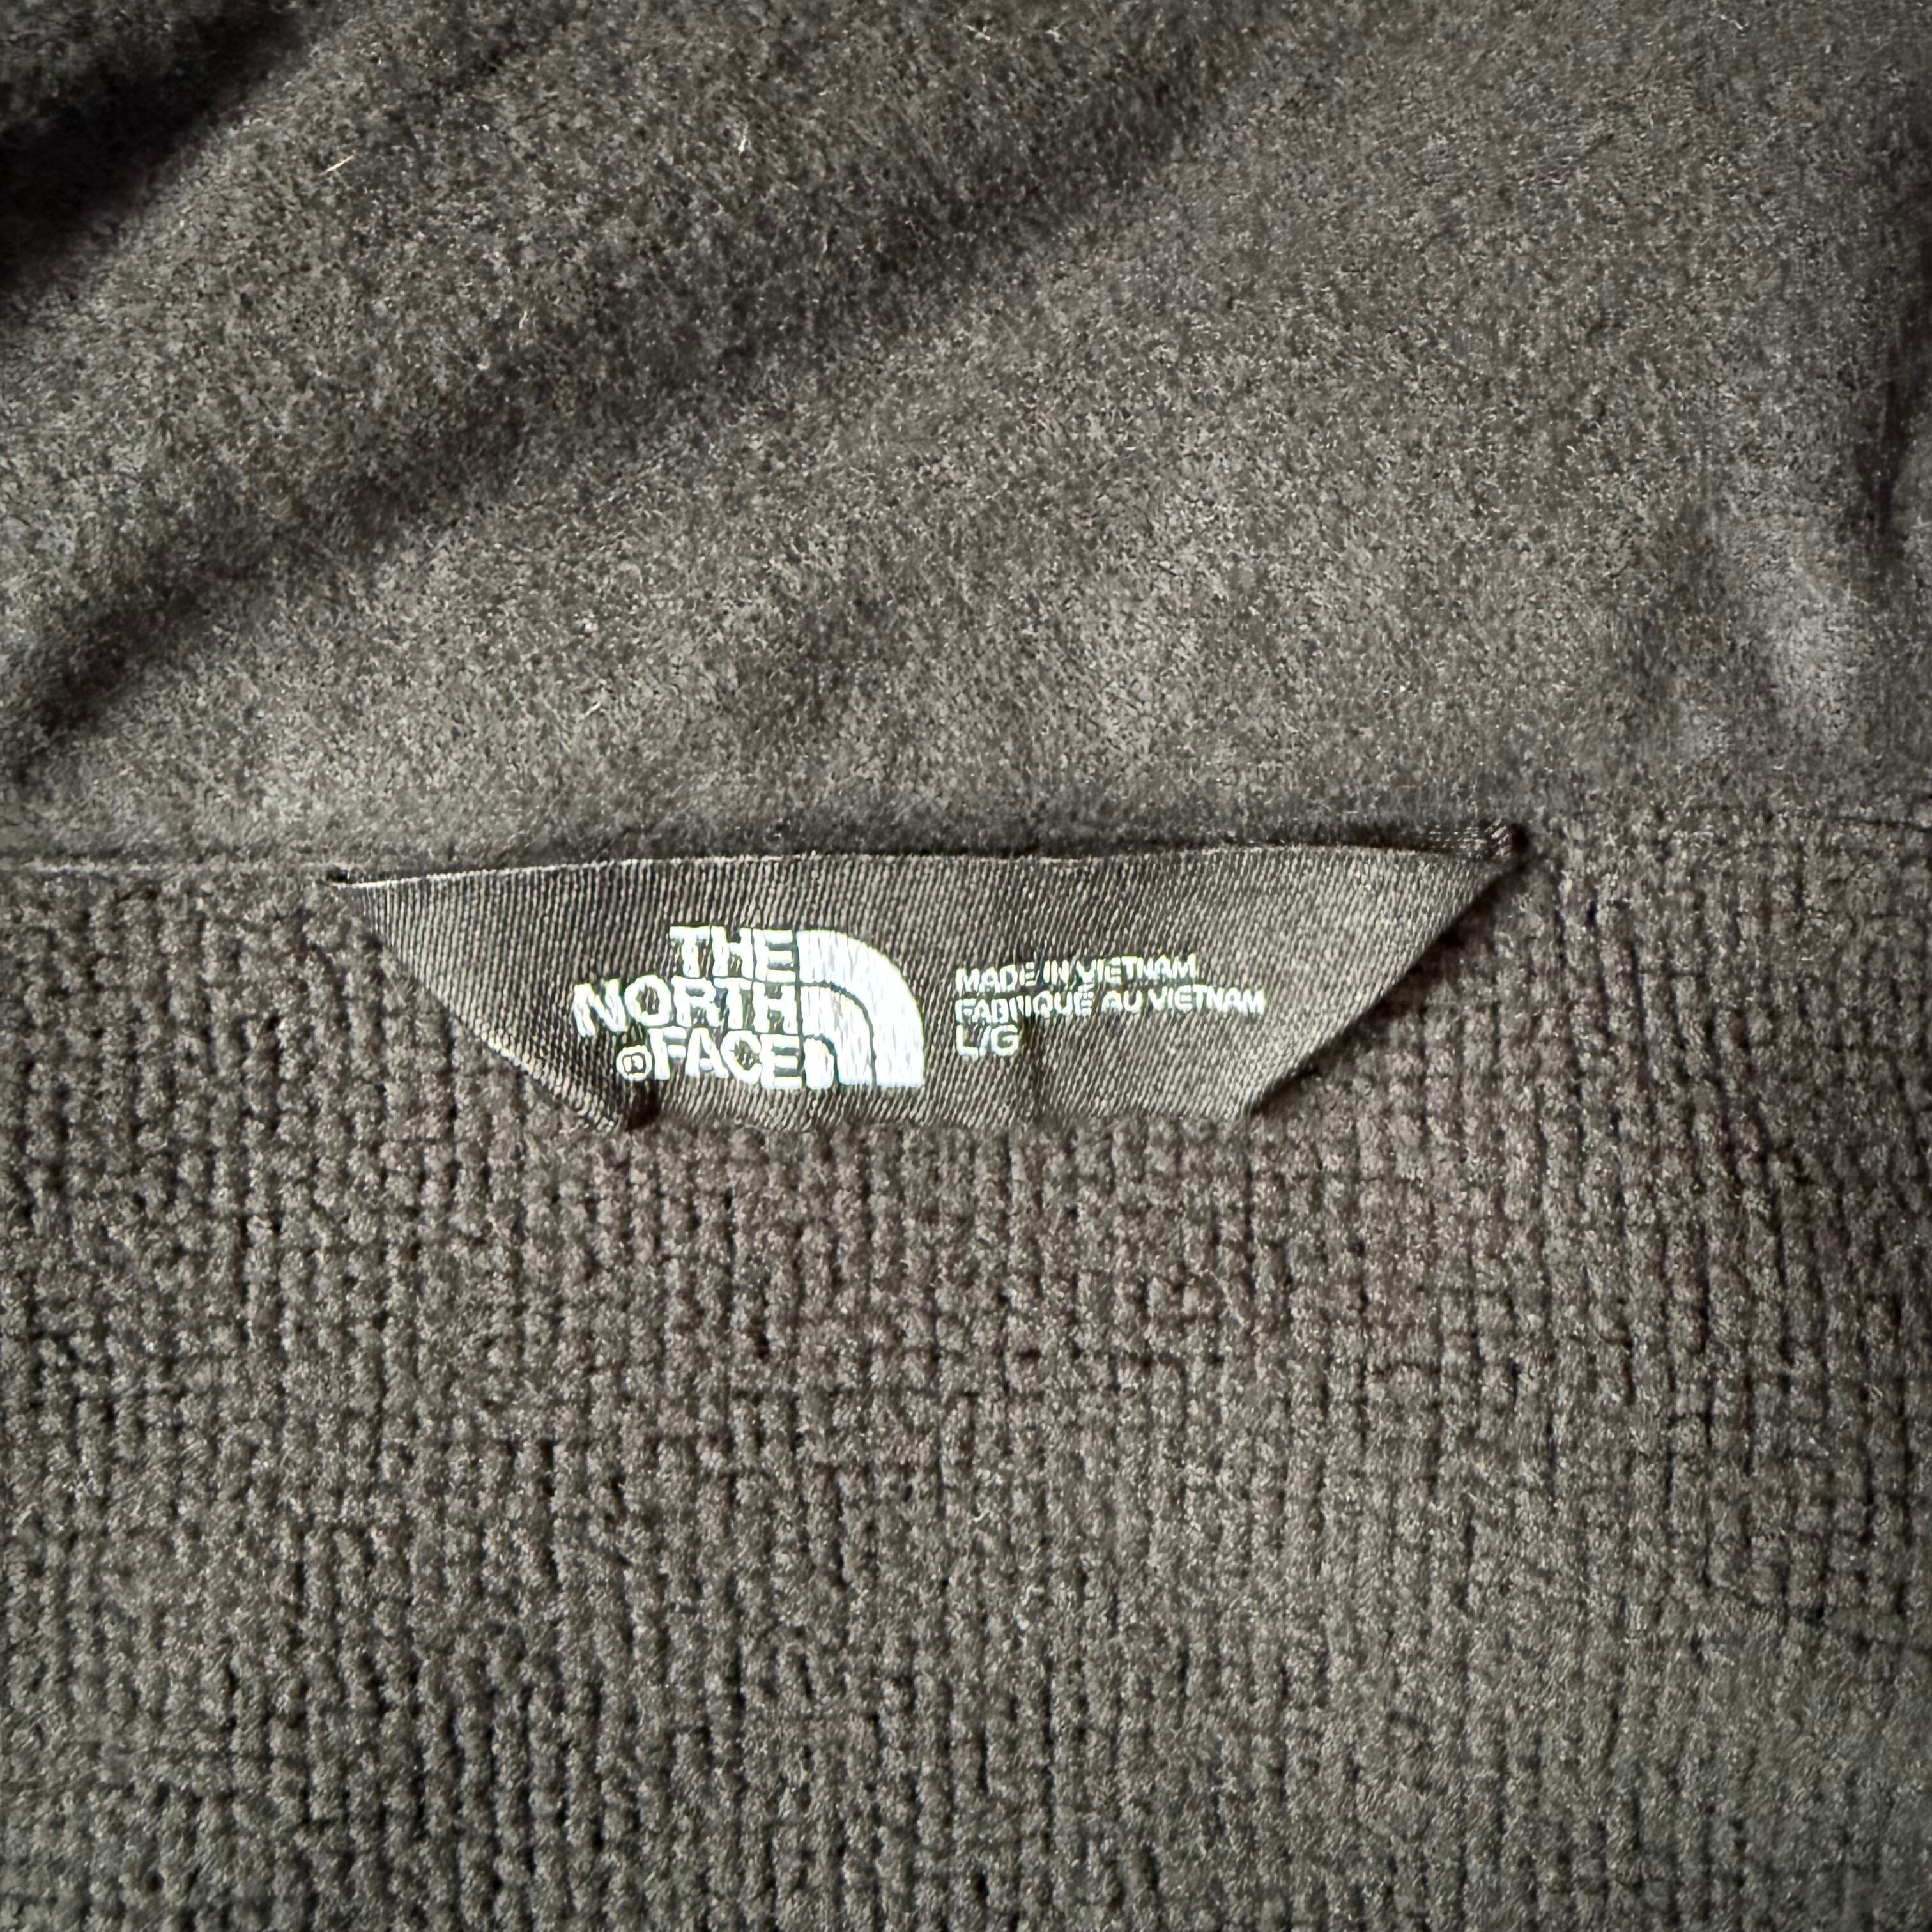 THE
NORTH
®FACE
MADE IN VIETNAM
FABRIQUÉ AU VIETNAM
L/G